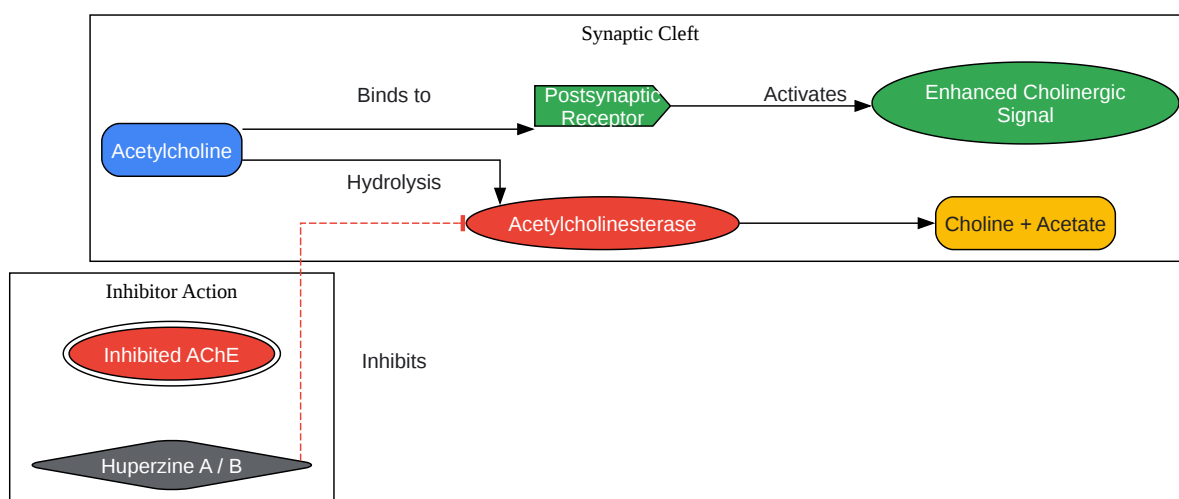 Synaptic Cleft
Binds to
Postsynaptic
Receptor
Activates
Enhanced Cholinergic
Signal
Acetylcholine
Hydrolysis
Acetylcholinesterase
Choline + Acetate
Inhibitor Action
Inhibited AChE
Inhibits
Huperzine A / B